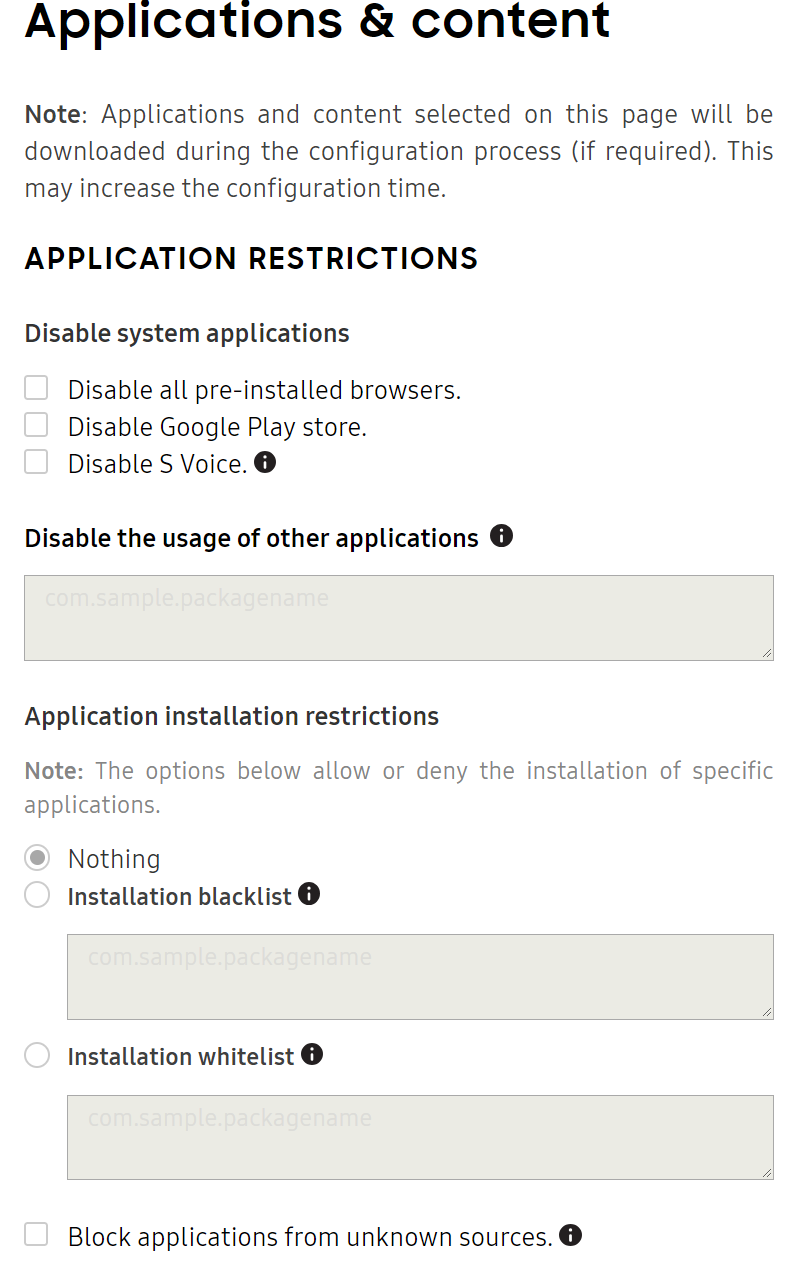 Applications & content
Note: Applications and content selected on this page will be
downloaded during the configuration process (if required). This
may increase the configuration time.
APPLICATION RESTRICTIONS
Disable system applications
Disable all pre-installed browsers.
Disable Google Play store.
Disable S Voice.
Disable the usage of other applications
com.sample.packagename
Application installation restrictions
Note: The options below allow or deny the installation of specific
applications.
Nothing
Installation blacklist
com.sample.packagename
Installation whitelist
com.sample.packagename
Block applications from unknown sources.